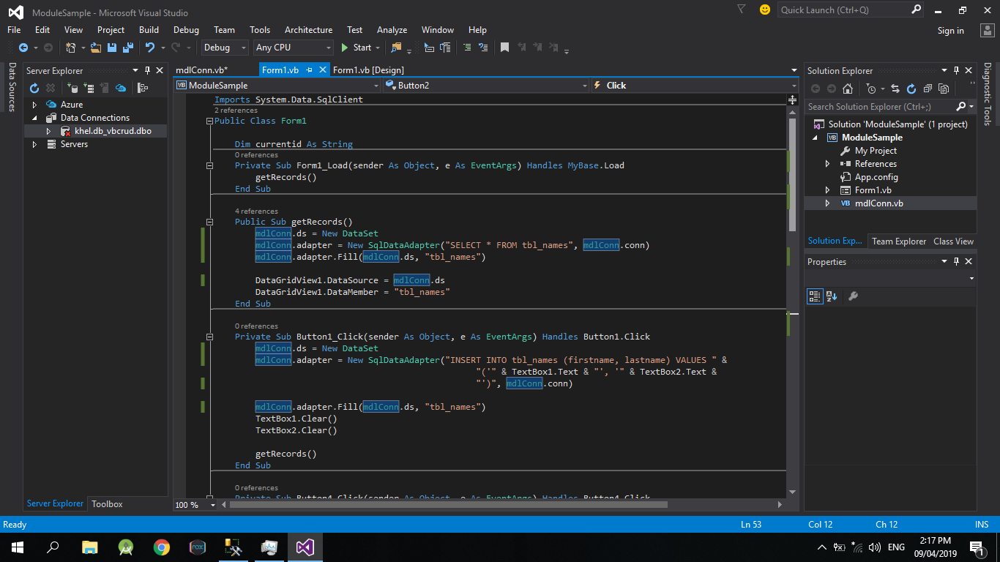 ModuleSample - Microsoft Visual Studio
Quick Launch (Ctrl+Q)
File Edit View Project Build Debug Team Tools Architecture Test Analyze Window Help
Sign in
Debug Any CPU Start
Data Sources
Server Explorer
Azure
Data Connections
khel.db_vbcrud.dbo
Servers
Server Explorer Toolbox
mdlConn.vb* Form1.vb Form1.vb [Design]
VB ModuleSample Button2 Click
Imports System.Data.SqlClient
2 references
Public Class Form1
Dim currentid As String
0 references
Private Sub Form1_Load(sender As Object, e As EventArgs) Handles MyBase.Load
getRecords()
End Sub
4 references
Public Sub getRecords()
mdlConn.ds = New DataSet
mdlConn.adapter = New SqlDataAdapter("SELECT * FROM tbl_names", mdlConn.conn)
mdlConn.adapter.Fill(mdlConn.ds, "tbl_names")
DataGridView1.DataSource = mdlConn.ds
DataGridView1.DataMember = "tbl_names"
End Sub
0 references
Private Sub Button1_Click(sender As Object, e As EventArgs) Handles Button1.Click
mdlConn.ds = New DataSet
mdlConn.adapter = New SqlDataAdapter("INSERT INTO tbl_names (firstname, lastname) VALUES " &
"('" & TextBox1.Text & "', '" & TextBox2.Text &
"')", mdlConn.conn)
mdlConn.adapter.Fill(mdlConn.ds, "tbl_names")
TextBox1.Clear()
TextBox2.Clear()
getRecords()
End Sub
0 references
Private Sub Button4_Click(sender As Object, e As EventArgs) Handles Button4.Click
100 %
Solution Explorer
Search Solution Explorer (Ctrl+;)
Solution 'ModuleSample' (1 project)
VB ModuleSample
My Project
References
App.config
Form1.vb
VB mdlConn.vb
Solution Exp... Team Explorer Class View
Properties
Diagnostic Tools
Ready Ln 53 Col 12 Ch 12 INS
nox
ENG
2:17 PM
09/04/2019
1